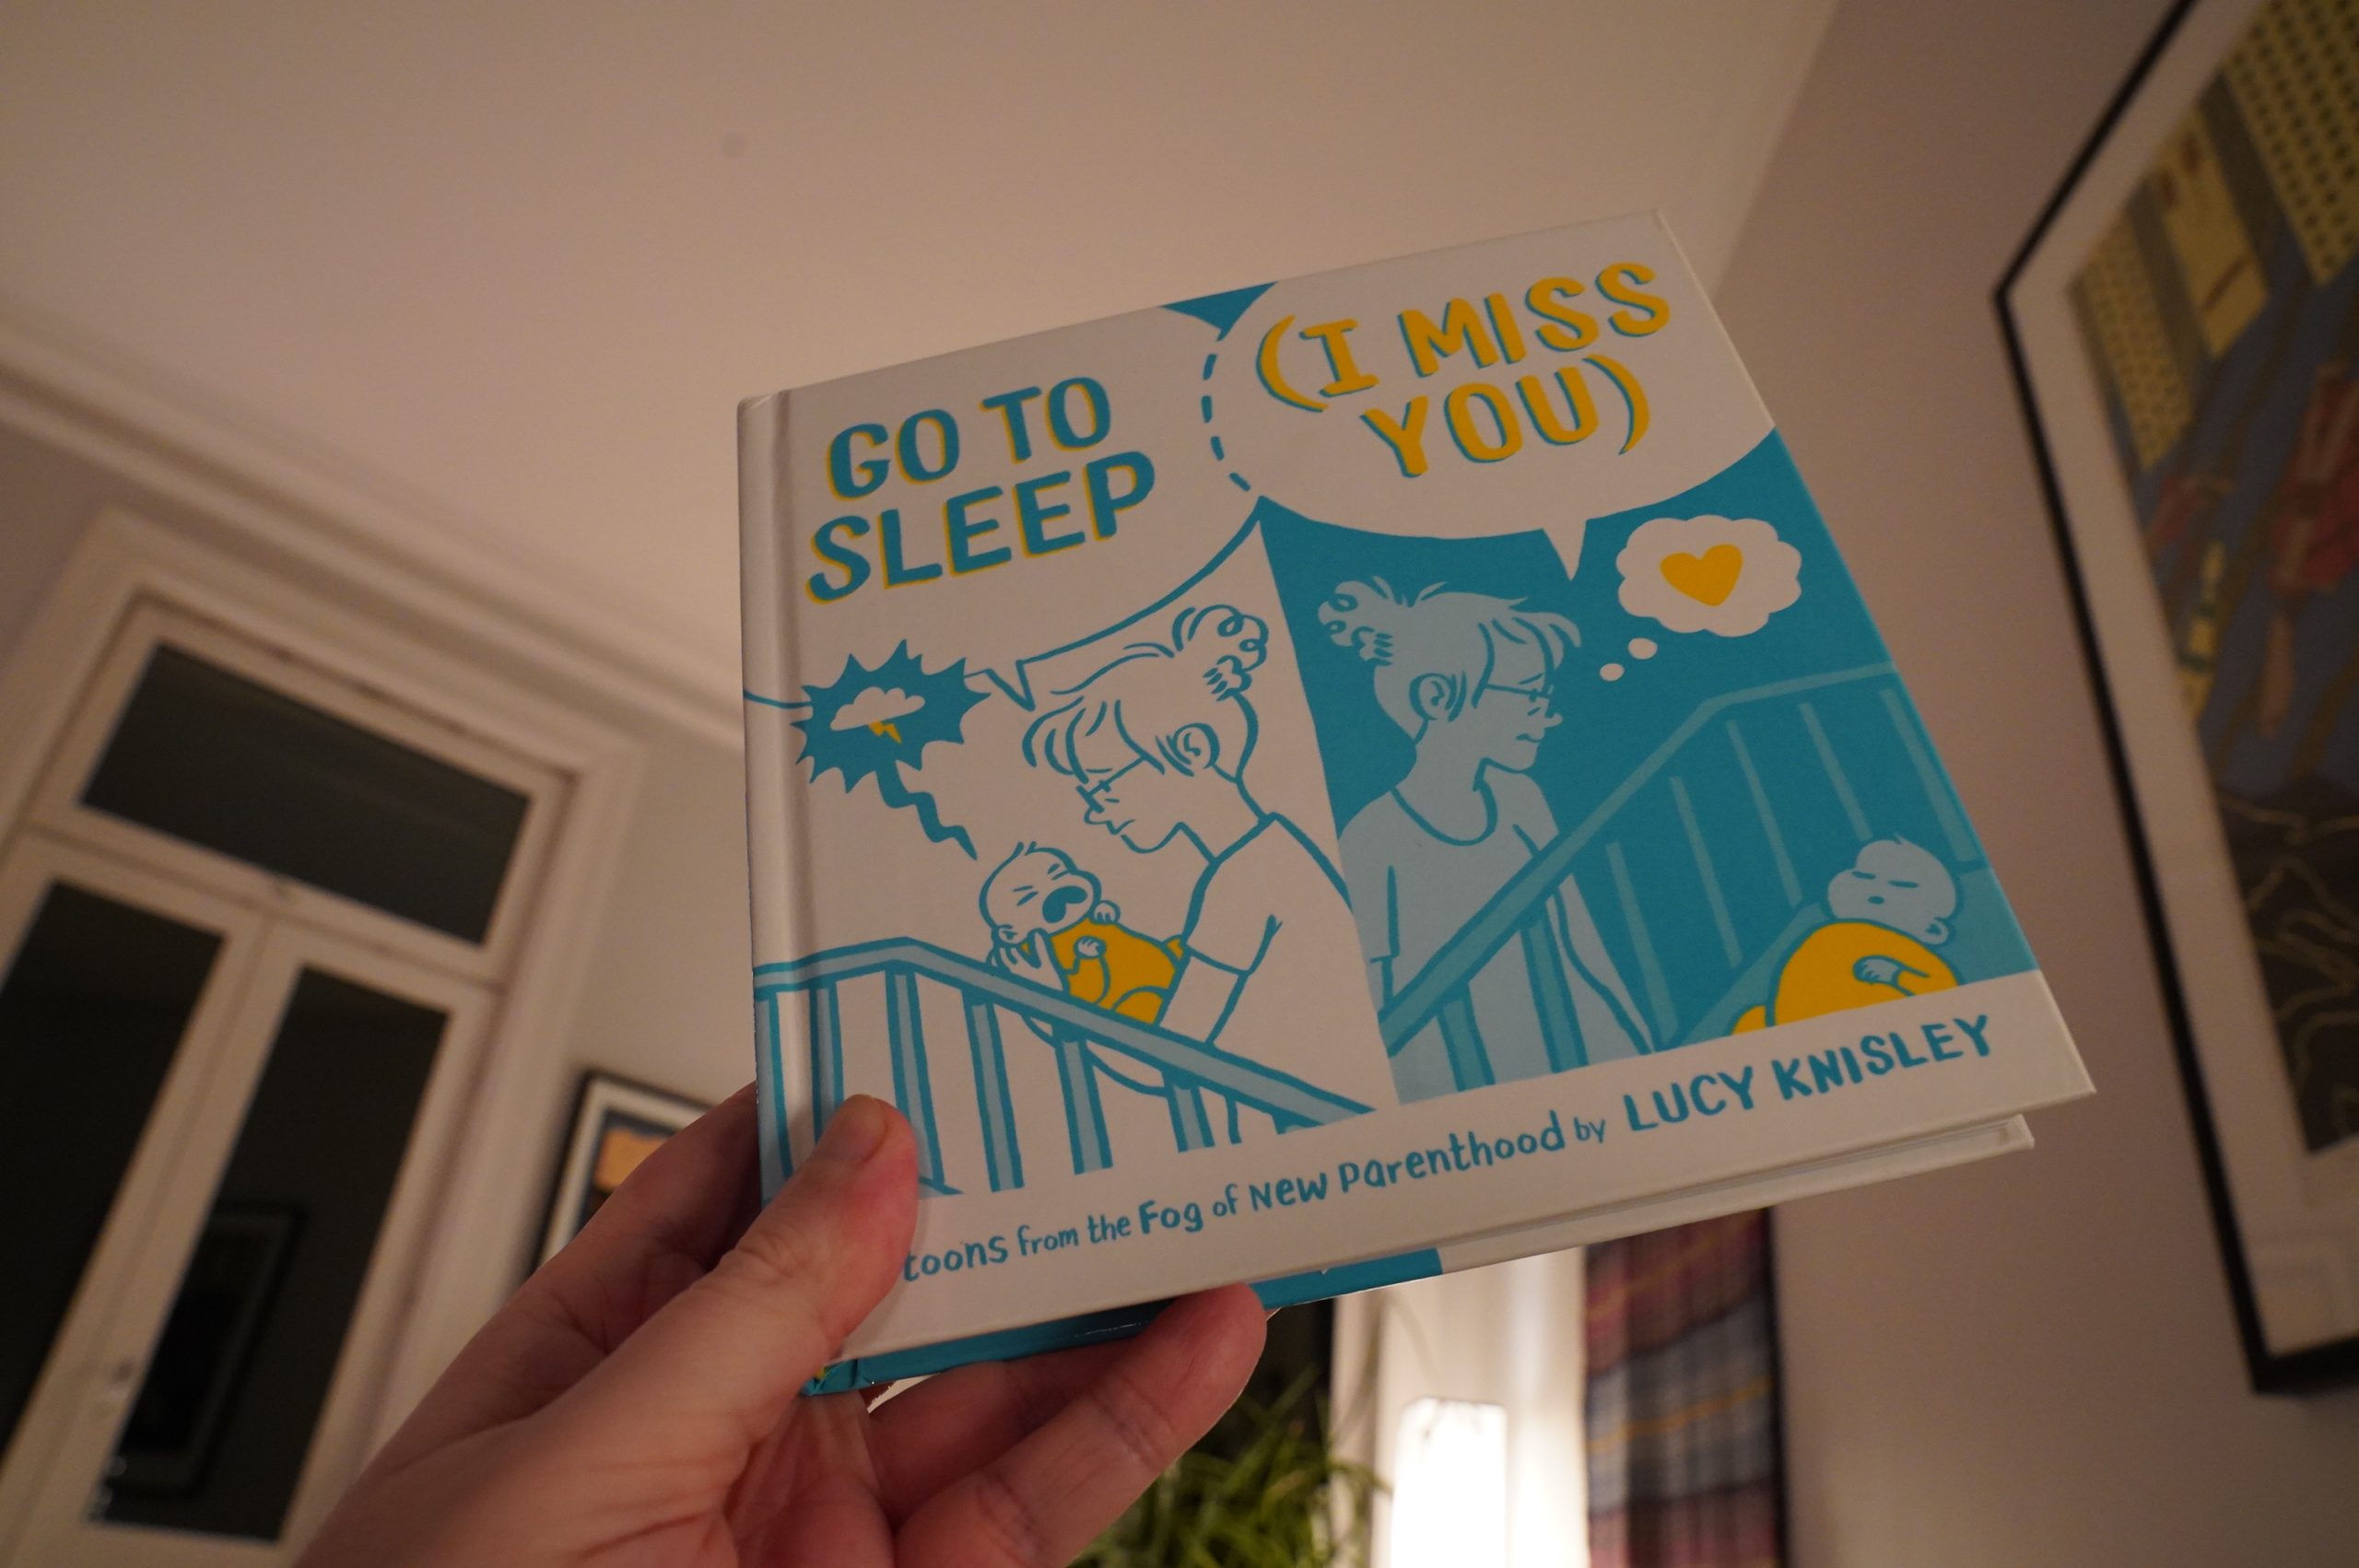 GO TO
SLEEP
(I MISS
YOU)
toons from the Fog of New Parenthood by LUCY KNISLEY